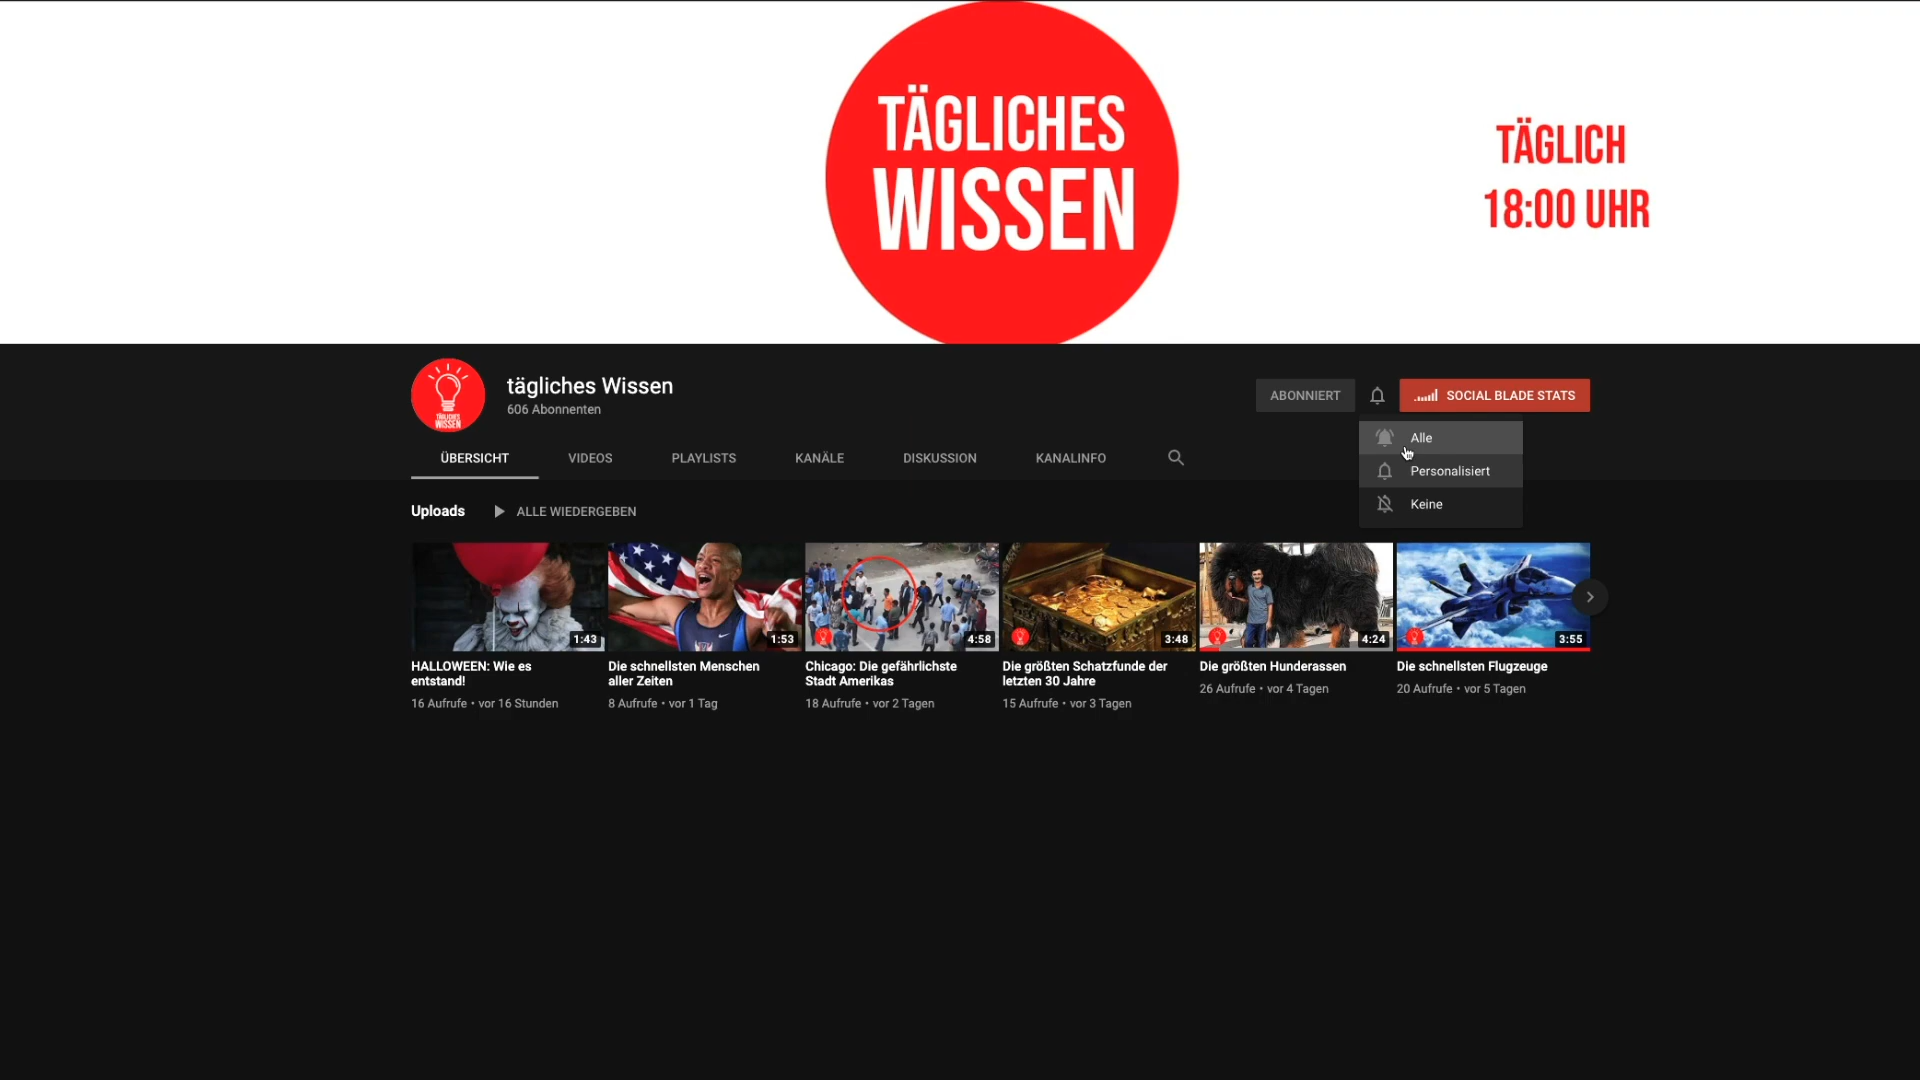 TÄGLICHES
WISSEN
TÄGLICH
18:00 UHR
TÄGLICHES
WISSEN
tägliches Wissen
606 Abonnenten
ABONNIERT
SOCIAL BLADE STATS
Alle
Personalisiert
Keine
ÜBERSICHT
VIDEOS
PLAYLISTS
KANÄLE
DISKUSSION
KANALINFO
Uploads
ALLE WIEDERGEBEN
1:43
HALLOWEEN: Wie es
entstand!
16 Aufrufe • vor 16 Stunden
1:53
Die schnellsten Menschen
aller Zeiten
8 Aufrufe • vor 1 Tag
4:58
Chicago: Die gefährlichste
Stadt Amerikas
18 Aufrufe • vor 2 Tagen
3:48
Die größten Schatzfunde der
letzten 30 Jahre
15 Aufrufe • vor 3 Tagen
4:24
Die größten Hunderassen
26 Aufrufe • vor 4 Tagen
3:55
Die schnellsten Flugzeuge
20 Aufrufe • vor 5 Tagen